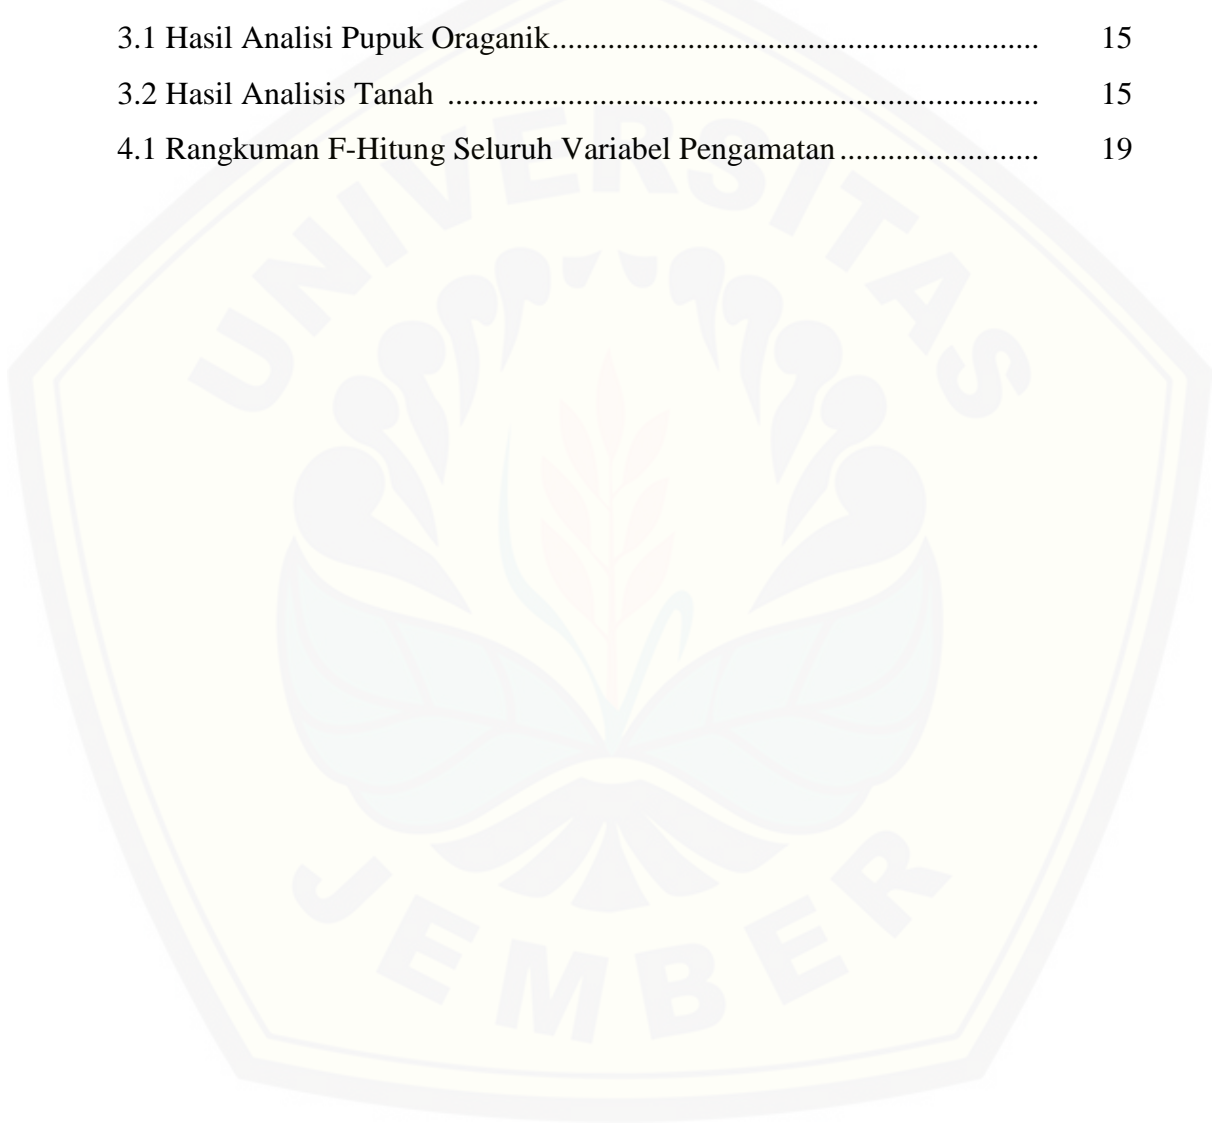 3.1 Hasil Analisi Pupuk Oraganik............................................................. 15
3.2 Hasil Analisis Tanah .......................................................................... 15
4.1 Rangkuman F-Hitung Seluruh Variabel Pengamatan......................... 19
UNIVERSITAS
JEMBER